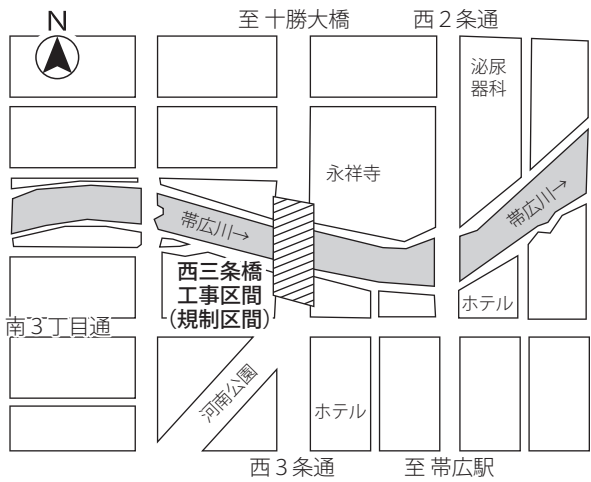 N
至 十勝大橋
西２条通
泌尿
器科
永祥寺
帯広川→
帯広川→
西三条橋
工事区間
（規制区間）
ホテル
南３丁目通
河南公園
ホテル
西３条通
至 帯広駅